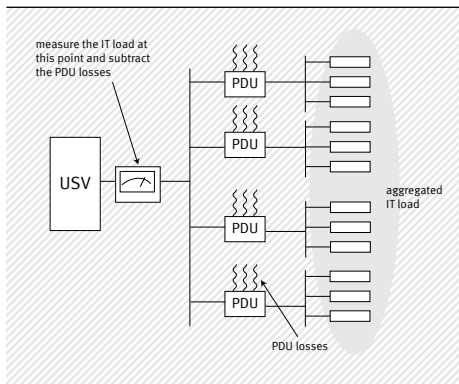 measure the IT load at
this point and subtract
the PDU losses
PDU
PDU
USV
aggregated
IT load
PDU
PDU
PDU losses